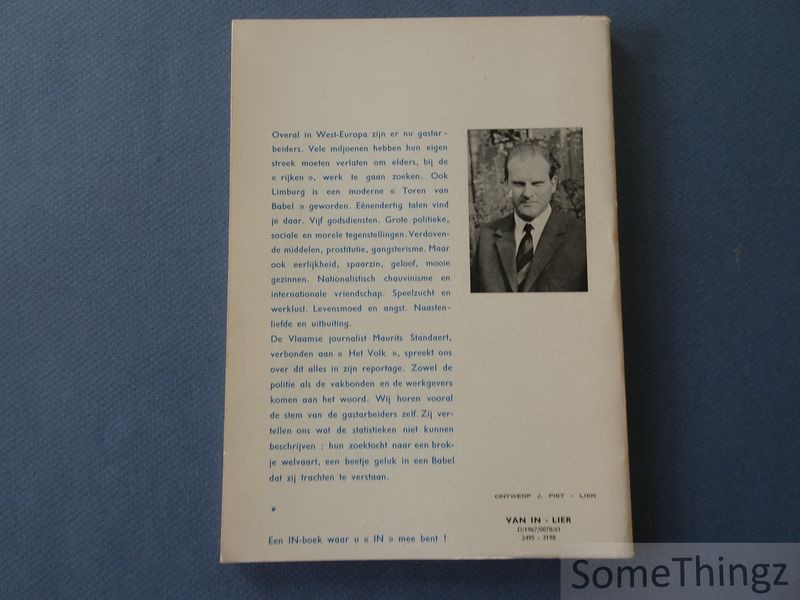 Overal in West-Europa zijn er nu gastar-
beiders. Vele miljoenen hebben hun eigen
streek moeten verlaten om elders, bij de
« rijken », werk te gaan zoeken. Ook
Limburg is een moderne « Toren van
Babel » geworden. Eénendertig talen vind
je daar. Vijf godsdiensten. Grote politieke,
sociale en morele tegenstellingen. Verdoven-
de middelen, prostitutie, gangsterisme. Maar
ook eerlijkheid, spaarzin, geloof, mooie
gezinnen. Nationalistisch chauvinisme en
internationale vriendschap. Speelzucht en
werklust. Levensmoed en angst. Naasten-
liefde en uitbuiting.
De Vlaamse journalist Maurits Standaert,
verbonden aan « Het Volk », spreekt ons
over dit alles in zijn reportage. Zowel de
politie als de vakbonden en de werkgevers
komen aan het woord. Wij horen vooral
de stem van de gastarbeiders zelf. Zij ver-
tellen ons wat de statistieken niet kunnen
beschrijven : hun zoektocht naar een brok-
je welvaart, een beetje geluk in een Babel
dat zij trachten te verstaan.
*
Een IN-boek waar u « IN » mee bent !
ONTWERP J. PIET - LIER
VAN IN - LIER
D/1967/0078/61
2495 - 3198
SomeThingz